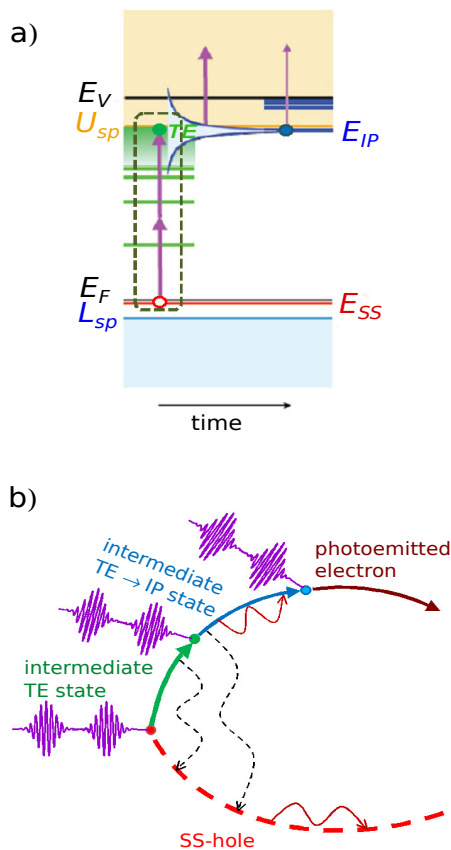 a)
E_V
U_sp
TE
E_IP
E_F
L_sp
E_SS
time
b)
intermediate
TE → IP state
photoemitted
electron
intermediate
TE state
SS-hole